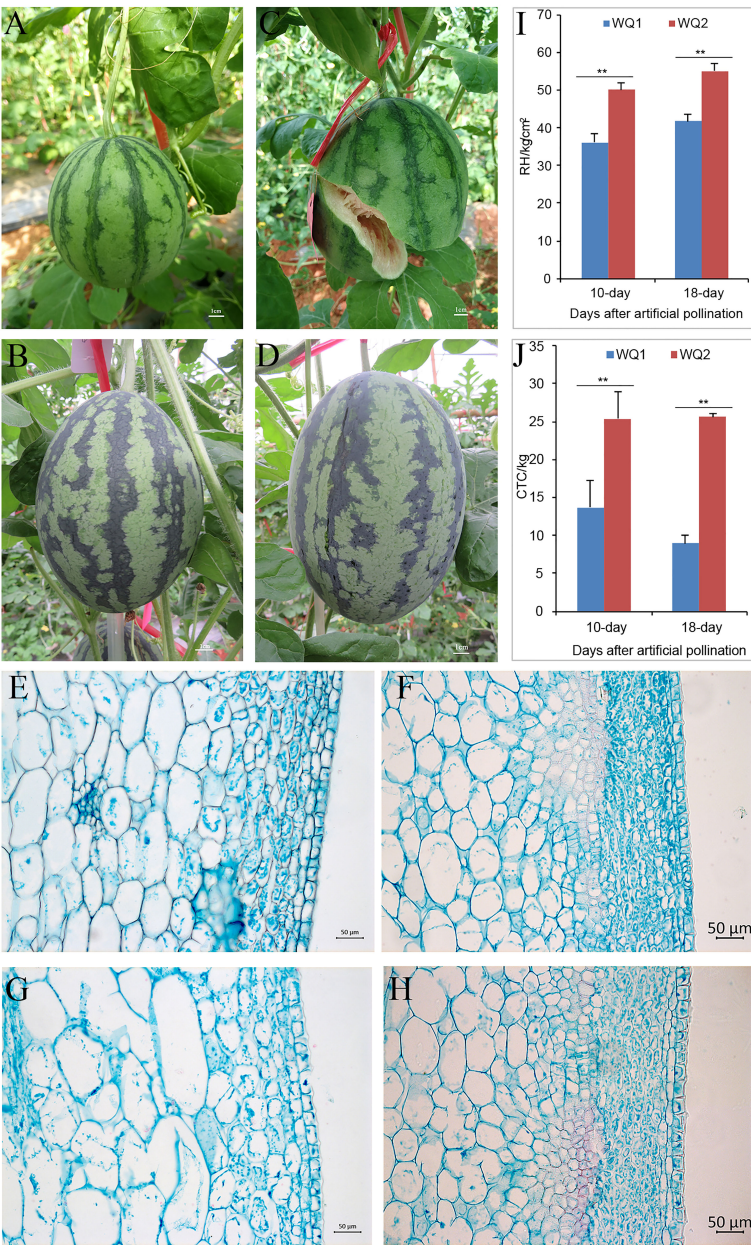 A
1cm
C
1cm
I
WQ1 WQ2
RH/kg/cm²
70
60
50
40
30
20
10
0
**
**
10-day 18-day
Days after artificial pollination
B
1cm
D
1cm
J
WQ1 WQ2
CTC/kg
35
30
25
20
15
10
5
0
**
**
10-day 18-day
Days after artificial pollination
E
50 μm
F
50 μm
G
50 μm
H
50 μm